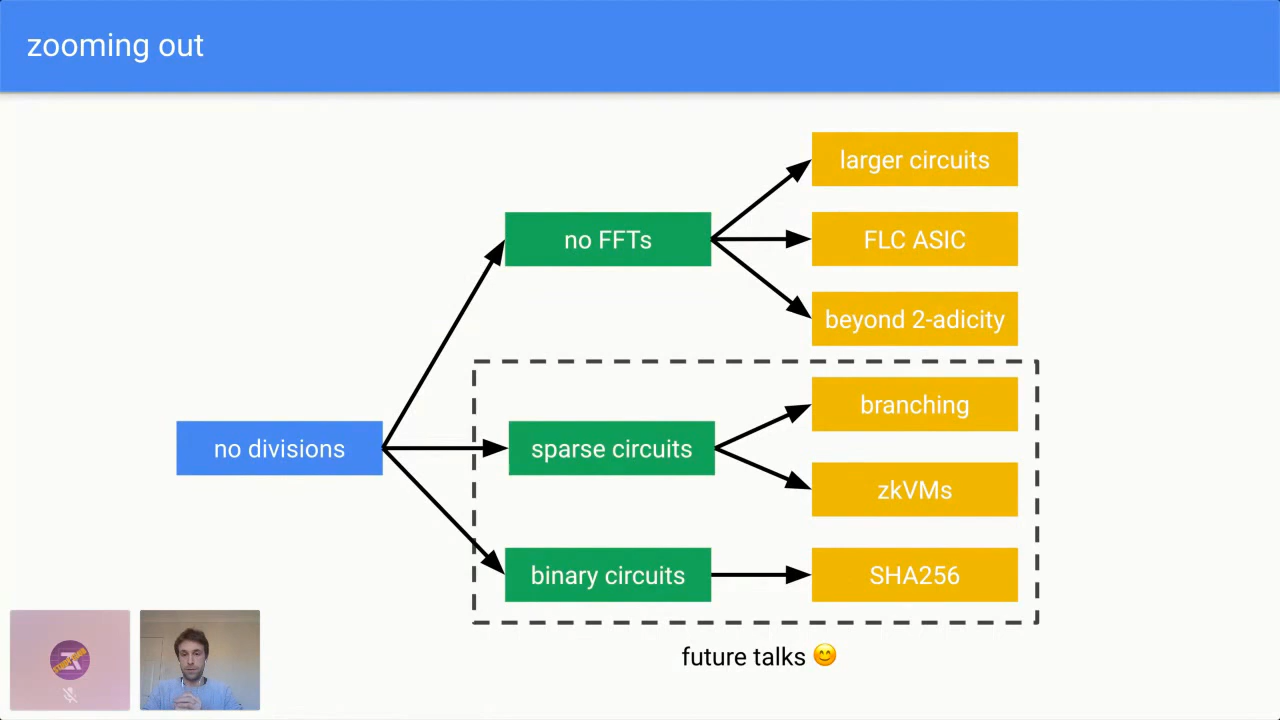 zooming out
larger circuits
no FFTs
FLC ASIC
beyond 2-adicity
branching
no divisions
sparse circuits
zkVMs
binary circuits
SHA256
future talks 😊